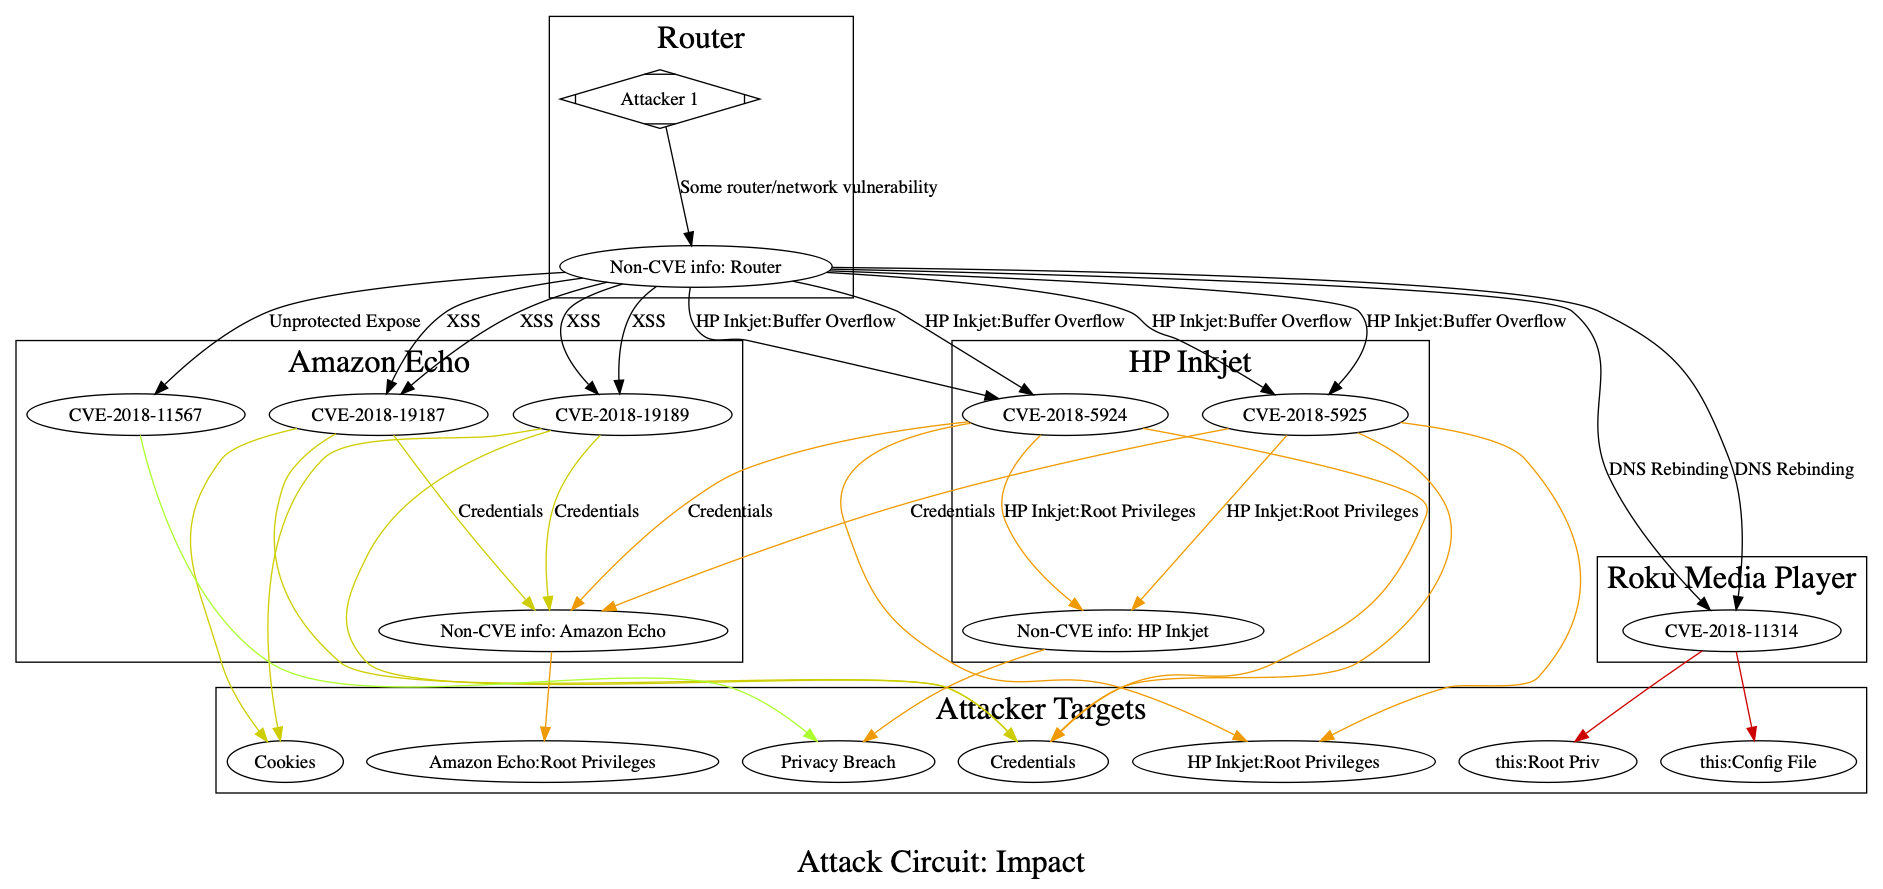 Router
Attacker 1
Some router/network vulnerability
Non-CVE info: Router
Unprotected Expose
XSS
XSS
XSS
XSS
HP Inkjet:Buffer Overflow
HP Inkjet:Buffer Overflow
HP Inkjet:Buffer Overflow
HP Inkjet:Buffer Overflow
Amazon Echo
HP Inkjet
CVE-2018-11567
CVE-2018-19187
CVE-2018-19189
CVE-2018-5924
CVE-2018-5925
DNS Rebinding
DNS Rebinding
Credentials
Credentials
Credentials
Credentials
HP Inkjet:Root Privileges
HP Inkjet:Root Privileges
Roku Media Player
Non-CVE info: Amazon Echo
Non-CVE info: HP Inkjet
CVE-2018-11314
Attacker Targets
Cookies
Amazon Echo:Root Privileges
Privacy Breach
Credentials
HP Inkjet:Root Privileges
this:Root Priv
this:Config File
Attack Circuit: Impact